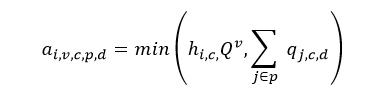 a_{i,v,c,p,d} = min(h_{i,c,}Q^v, ∑_{j∈p} q_{j,c,d})